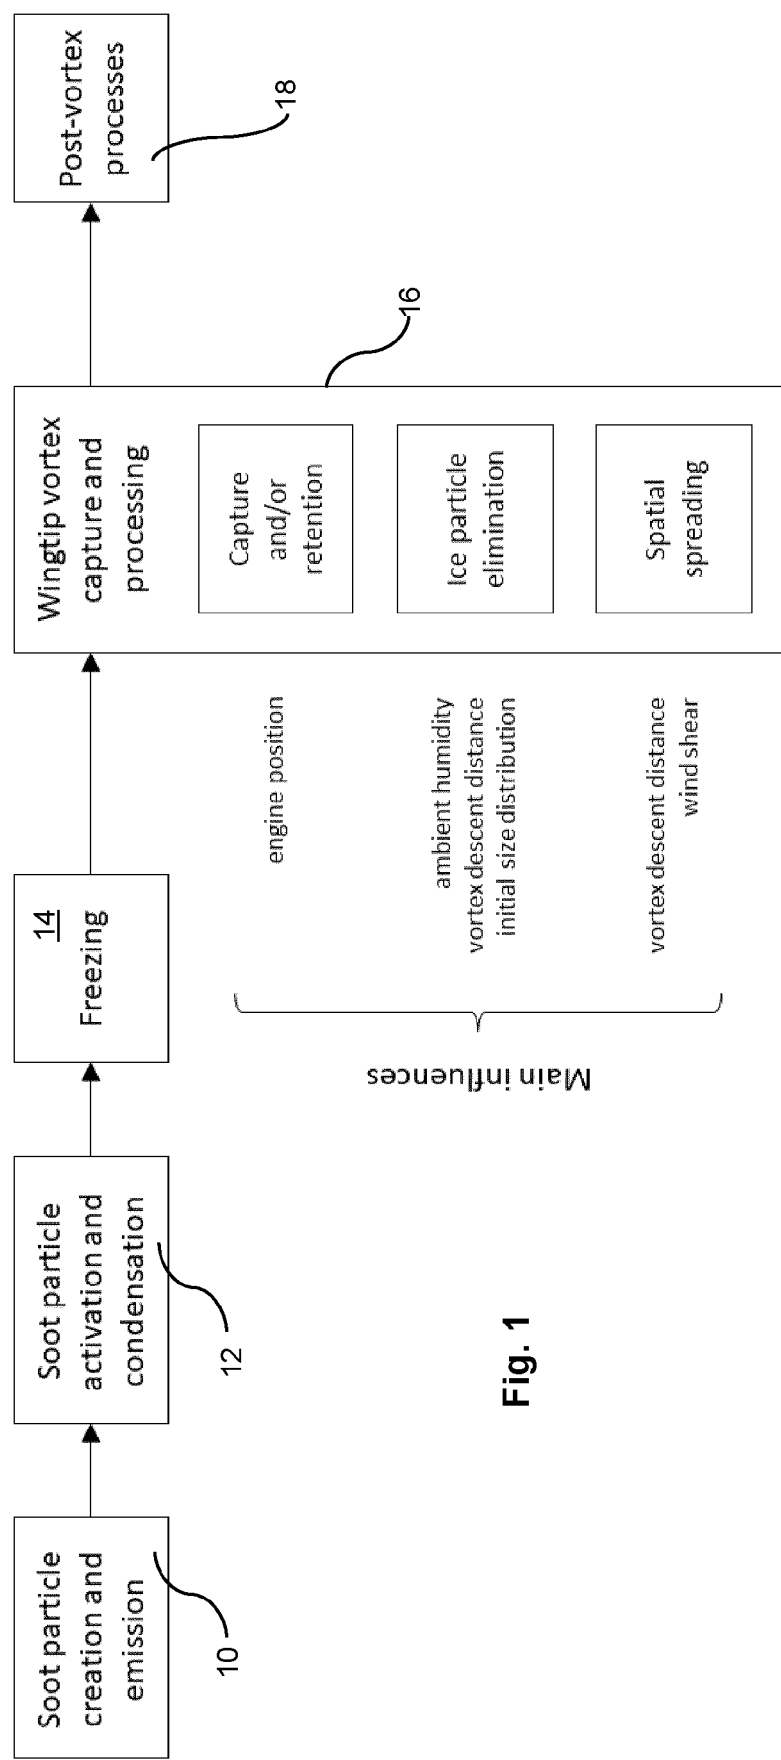 Soot particle
creation and
emission
10
Soot particle
activation and
condensation
12
14
Freezing
Wingtip vortex
capture and
processing
16
Capture
and/or
retention
Ice particle
elimination
Spatial
spreading
Post-vortex
processes
18
Main influences
engine position
ambient humidity
vortex descent distance
initial size distribution
vortex descent distance
wind shear
Fig. 1